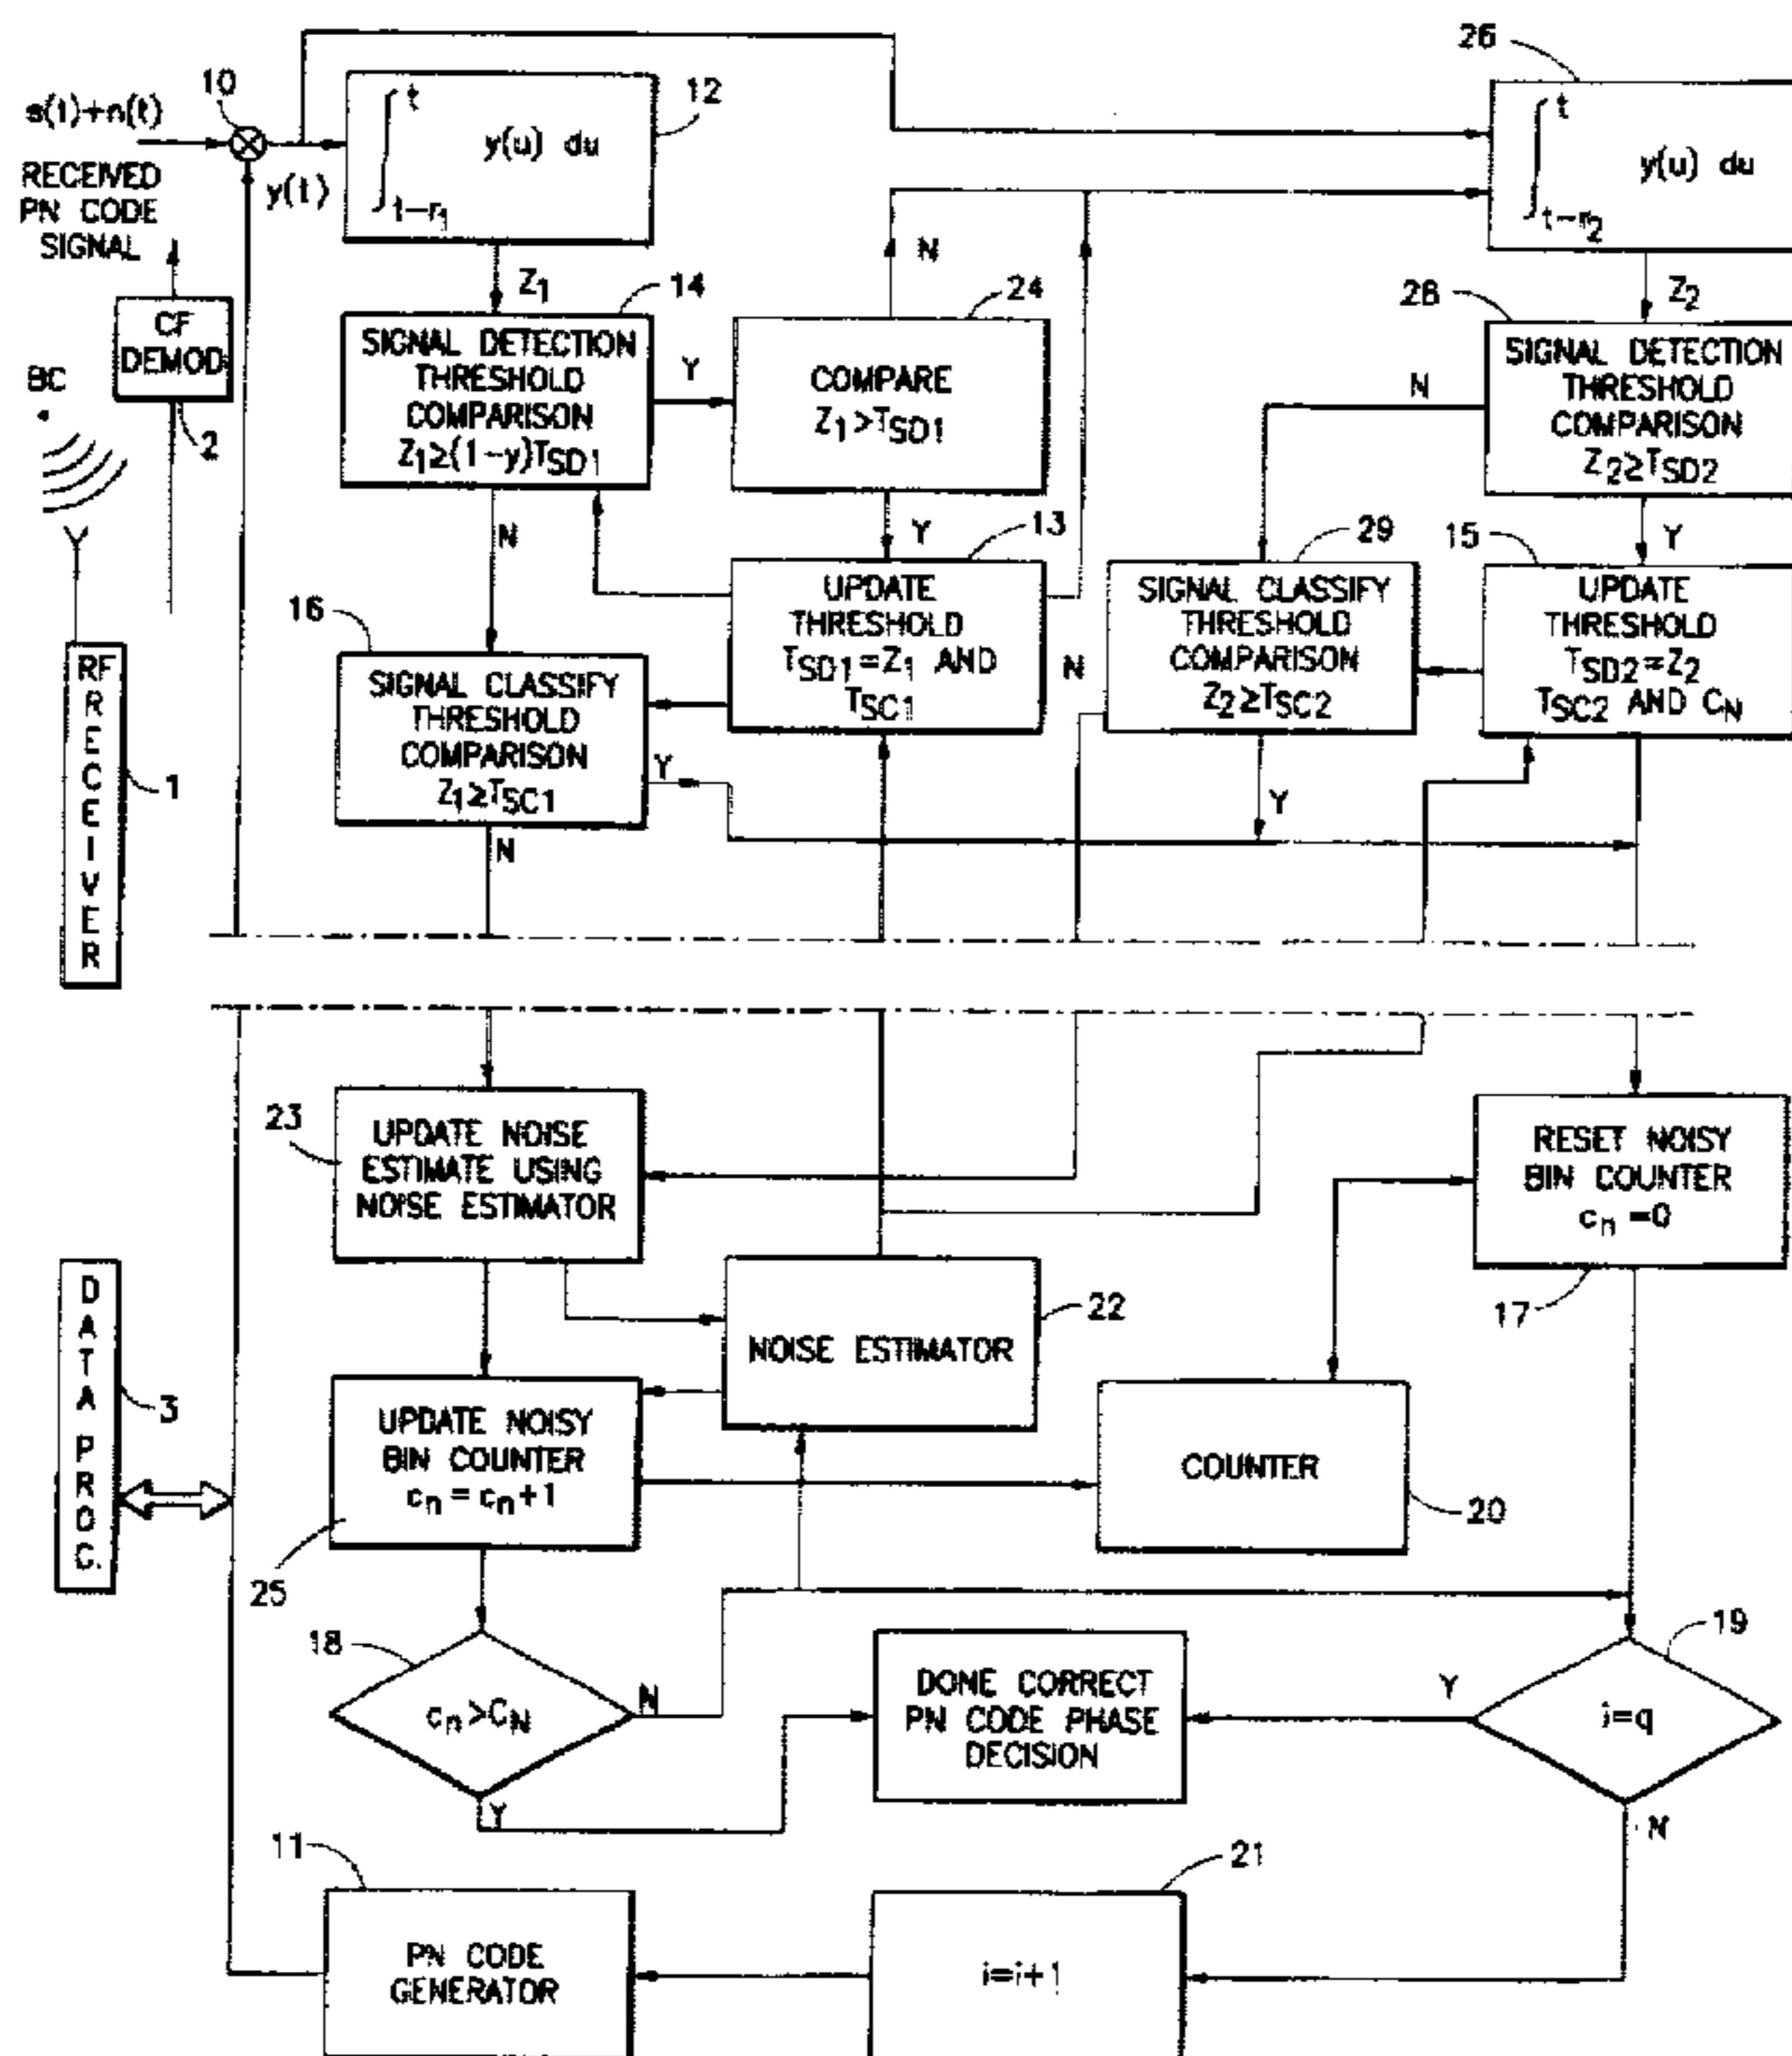 26
10
12
s(t)+n(t)
t
y(u) du
t-r1
t
y(u) du
t-r2
RECEIVED
PN CODE
SIGNAL
y(t)
N
Z1
Z2
14
24
28
CF
DEMOD
BC
2
SIGNAL DETECTION
THRESHOLD
COMPARISON
Z1≥(1-y)TSD1
Y
COMPARE
Z1>TSD1
N
SIGNAL DETECTION
THRESHOLD
COMPARISON
Z2≥TSD2
N
Y
13
29
15
Y
16
UPDATE
THRESHOLD
TSD1=Z1 AND
TSC1
N
SIGNAL CLASSIFY
THRESHOLD
COMPARISON
Z2≥TSC2
UPDATE
THRESHOLD
TSD2=Z2
TSC2 AND CN
RF
RECEIVER
1
SIGNAL CLASSIFY
THRESHOLD
COMPARISON
Z1≥TSC1
Y
Y
N
23
UPDATE NOISE
ESTIMATE USING
NOISE ESTIMATOR
RESET NOISY
BIN COUNTER
cn =0
17
22
NOISE ESTIMATOR
DATA PROC.
3
UPDATE NOISY
BIN COUNTER
cn = cn+1
25
COUNTER
20
18
cn >CN
N
Y
DONE CORRECT
PN CODE PHASE
DECISION
Y
19
i=q
N
11
PN CODE
GENERATOR
21
i=i+1